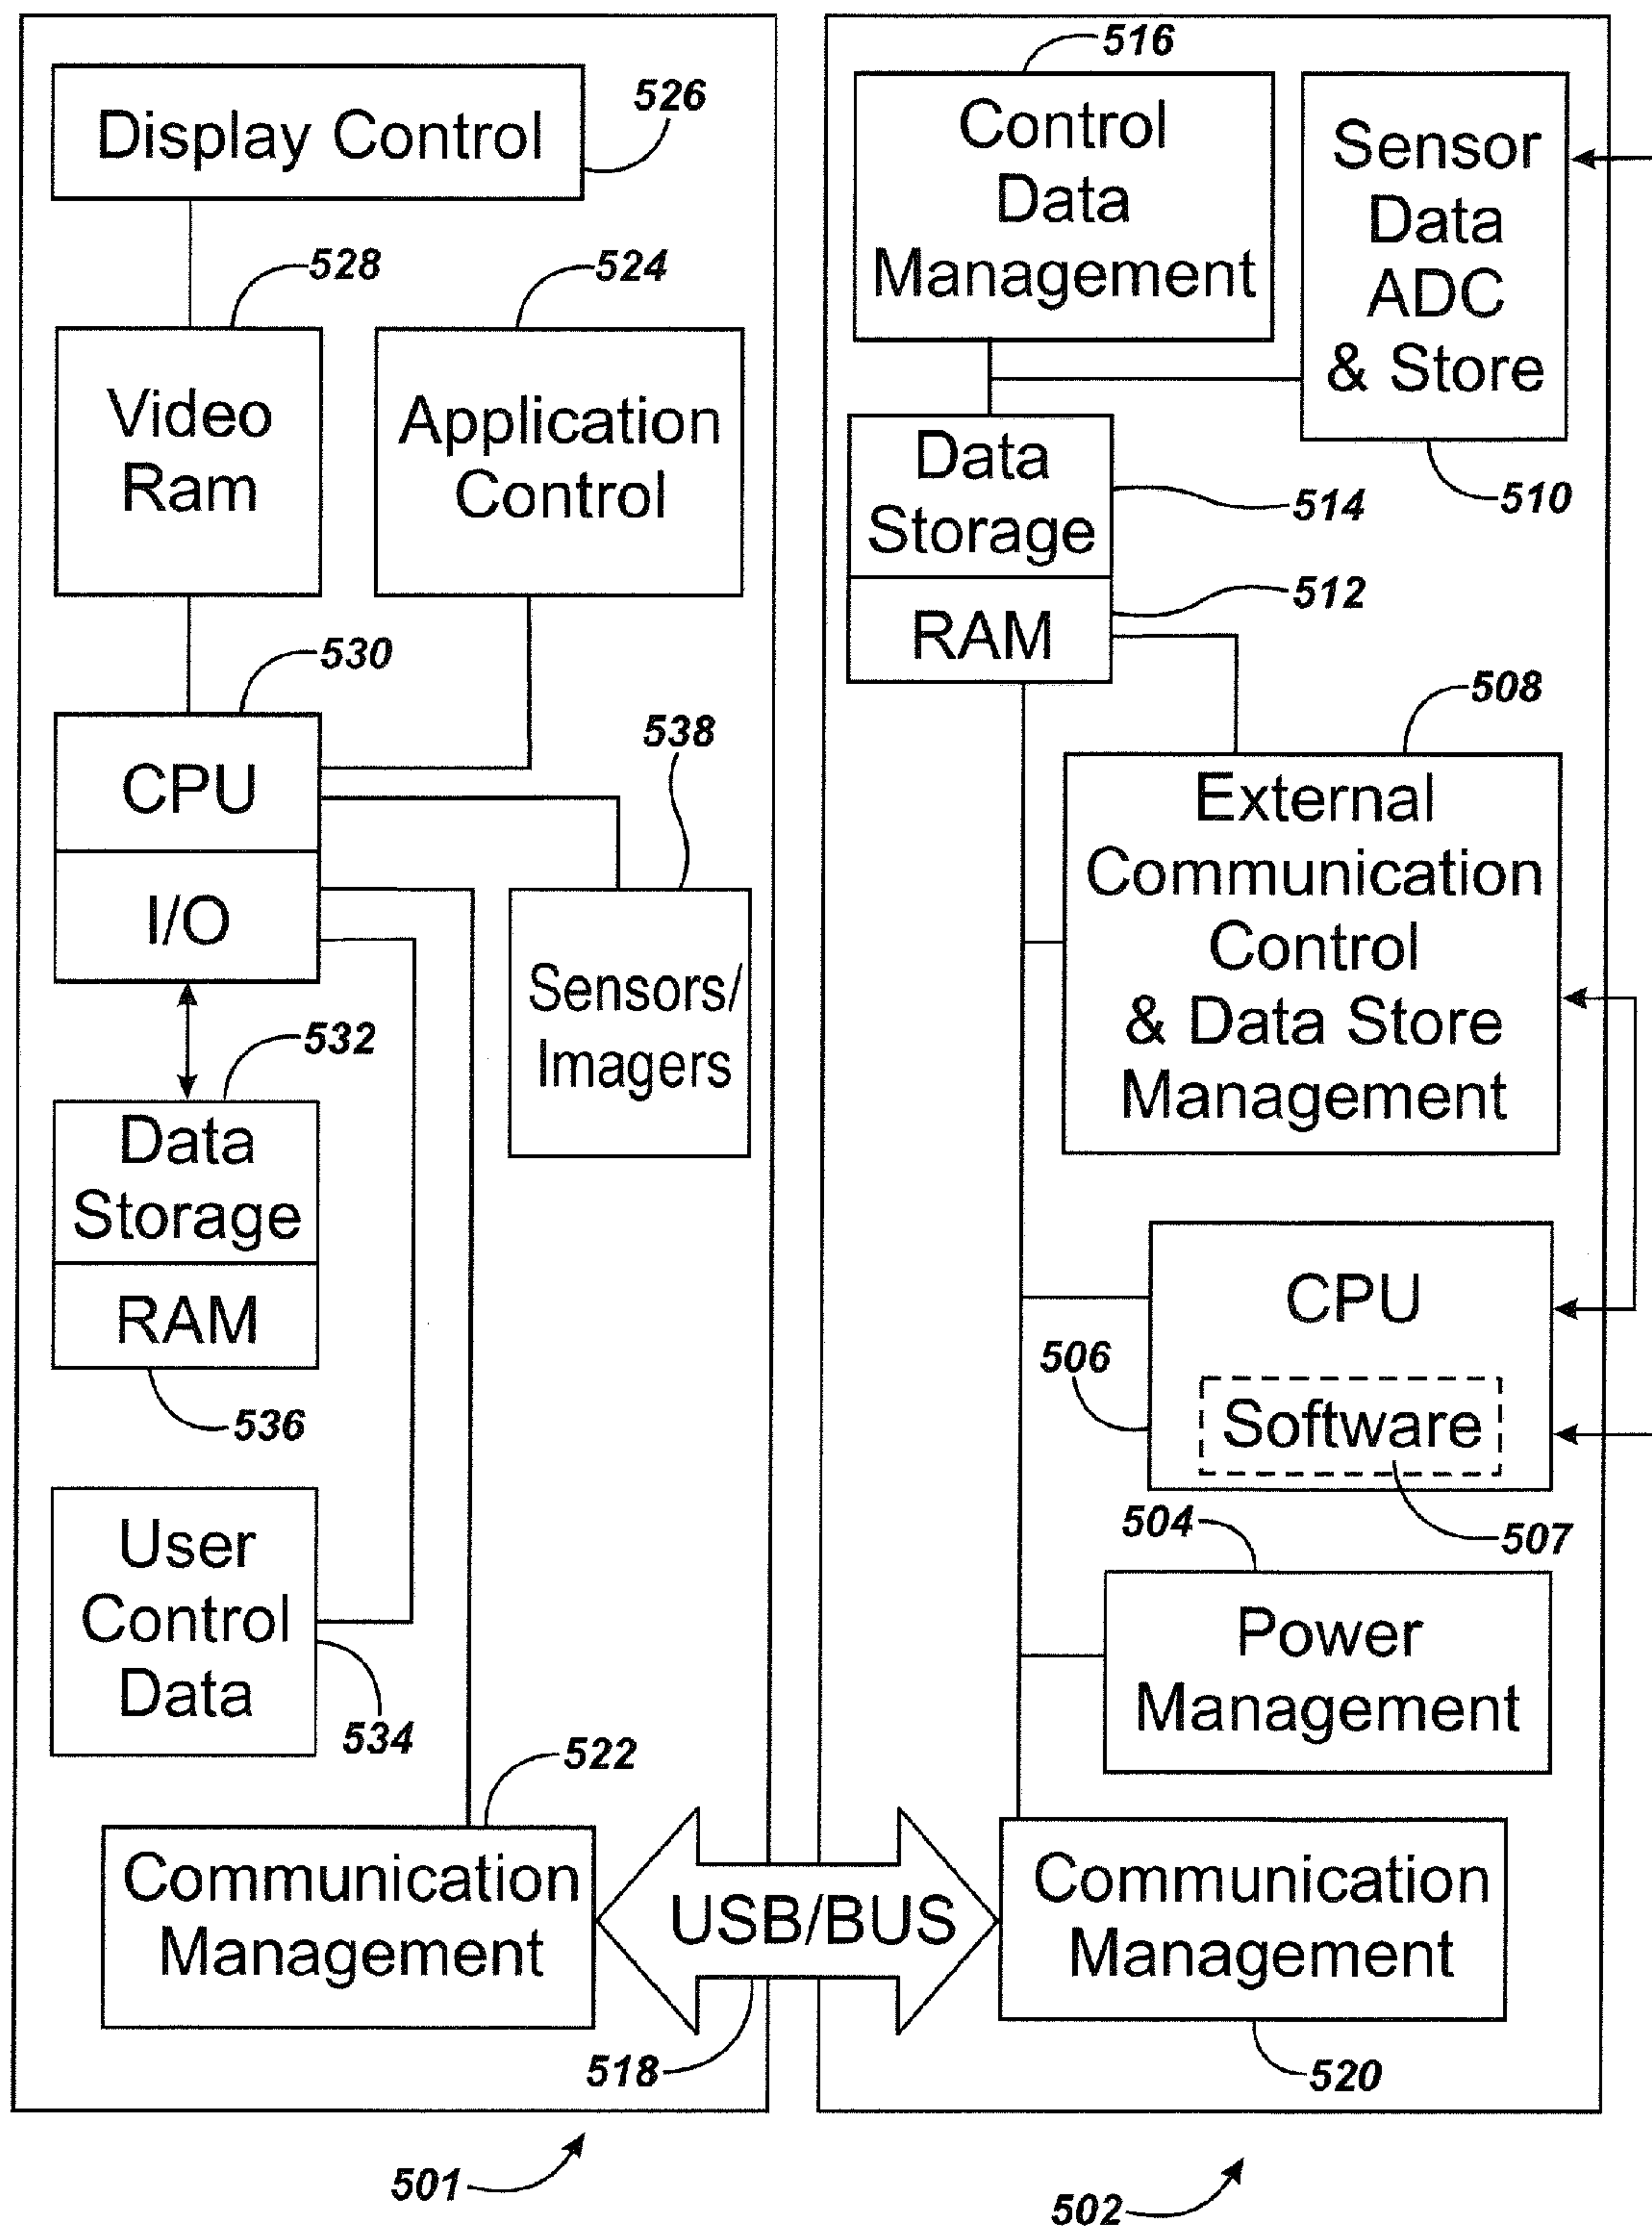 Display Control
526
528
524
Video
Ram
Application
Control
530
538
CPU
I/O
Sensors/
Imagers
532
Data
Storage
RAM
536
User
Control
Data
534
522
Communication
Management
USB/BUS
518
501
516
Control
Data
Management
Sensor
Data
ADC
& Store
510
Data
Storage
514
RAM
512
508
External
Communication
Control
& Data Store
Management
CPU
506
Software
507
504
Power
Management
Communication
Management
520
502